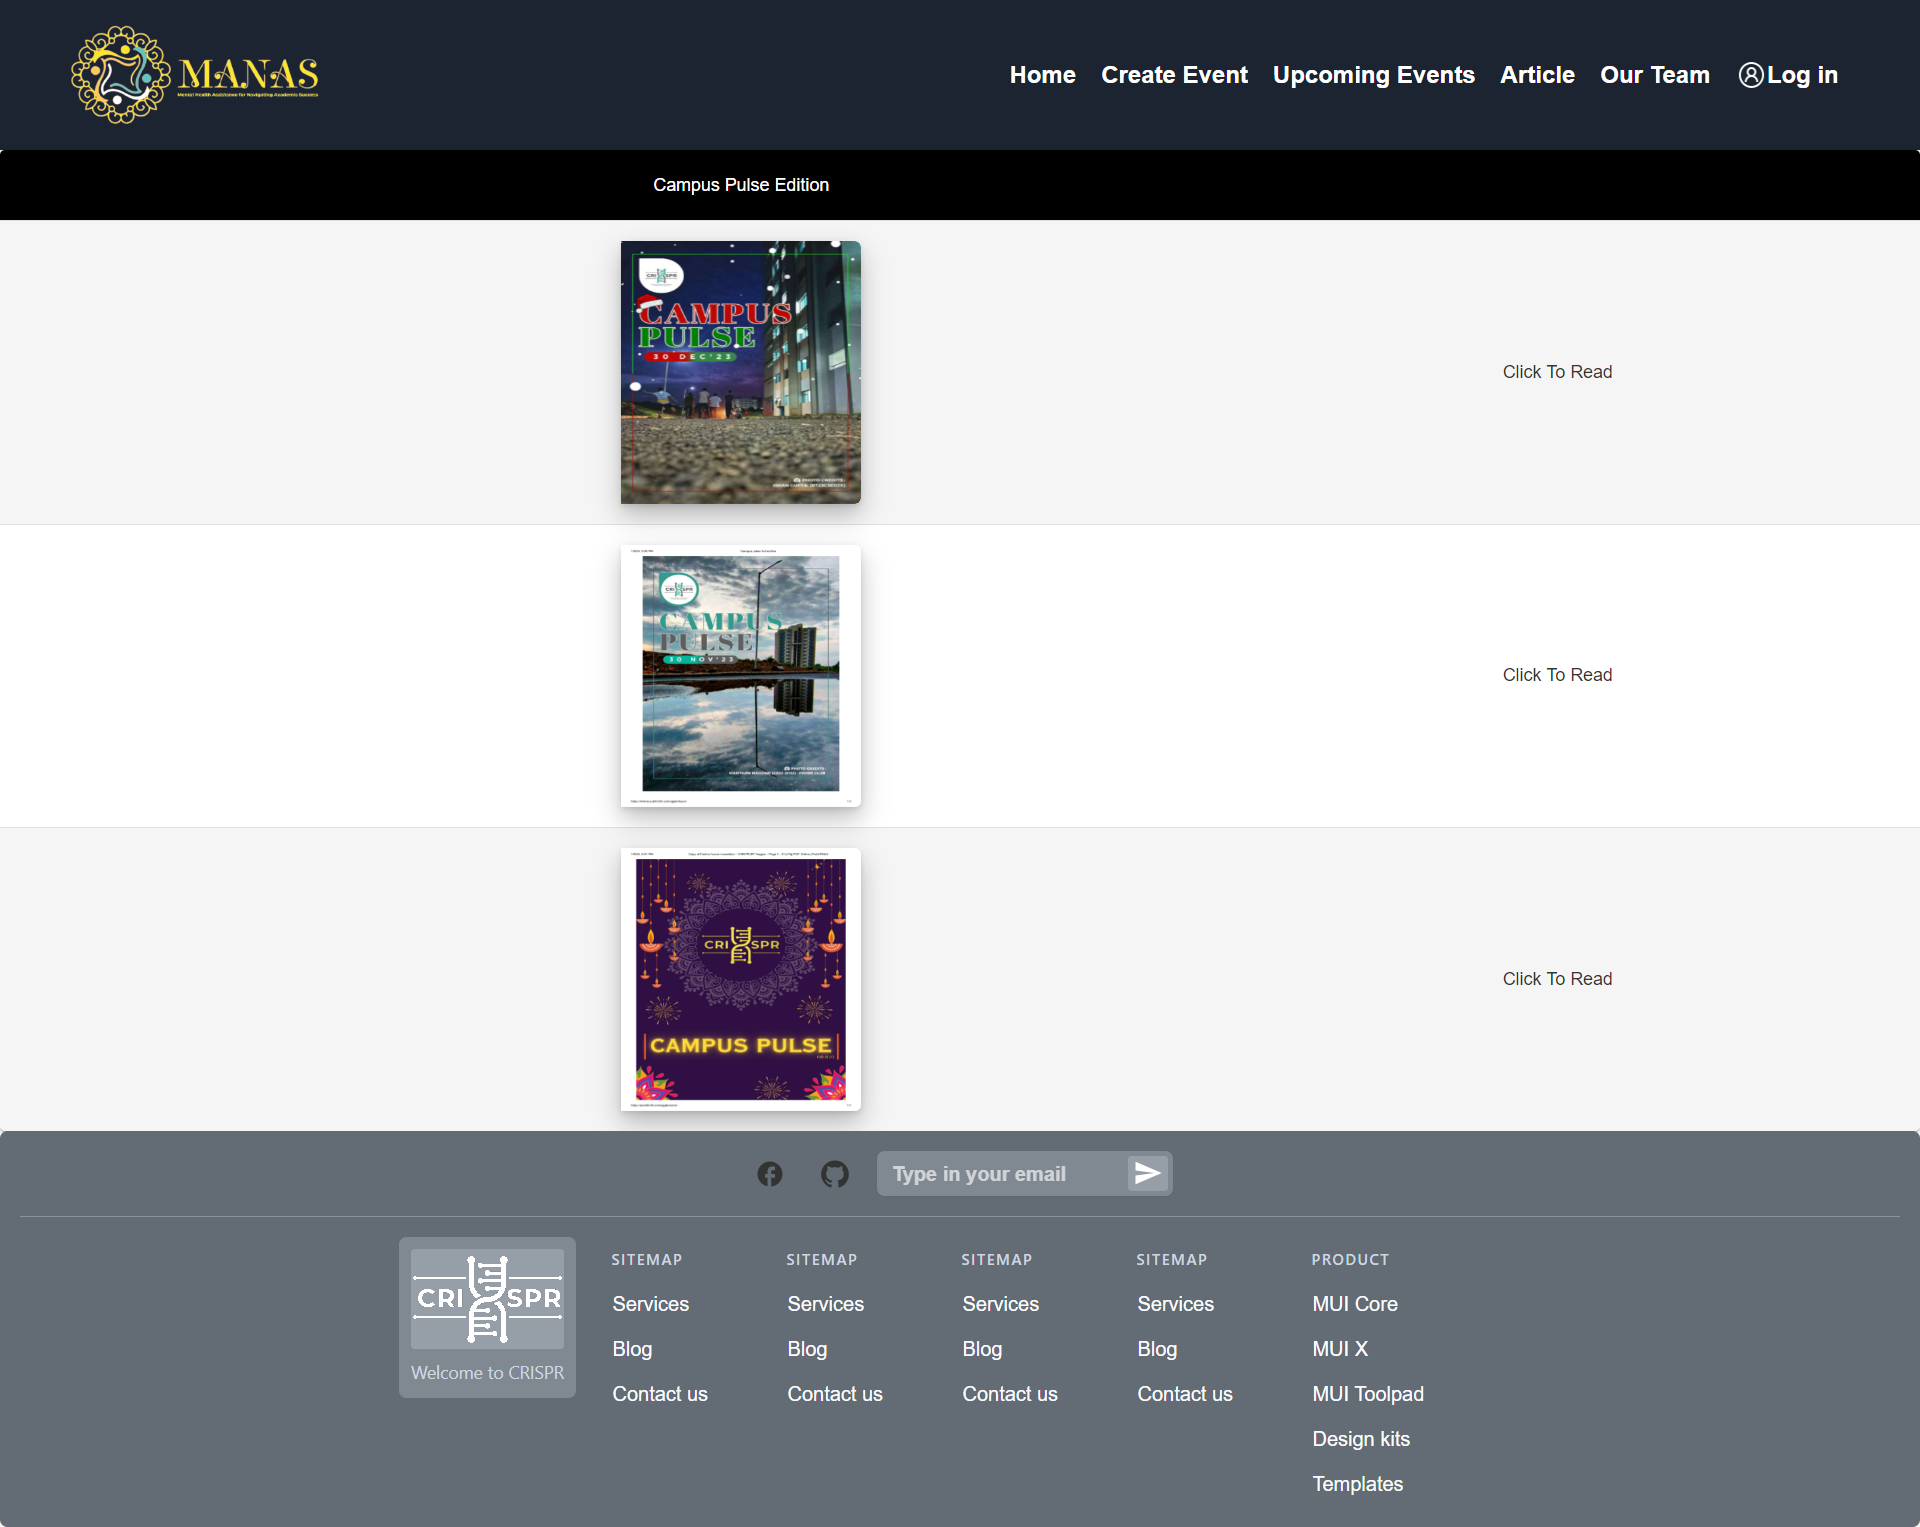 MANAS
Mental Health Assistance for Navigating Academic Success
Home Create Event Upcoming Events Article Our Team Log in
Campus Pulse Edition
CRISPR
CAMPUS
PULSE
30 DEC'23
PHOTO CREDITS :
Click To Read
CRISPR
CAMPUS
PULSE
30 NOV'23
PHOTO CREDITS :
Click To Read
CRISPR
CAMPUS PULSE
Click To Read
Type in your email
CRISPR
Welcome to CRISPR
SITEMAP
Services
Blog
Contact us
SITEMAP
Services
Blog
Contact us
SITEMAP
Services
Blog
Contact us
SITEMAP
Services
Blog
Contact us
PRODUCT
MUI Core
MUI X
MUI Toolpad
Design kits
Templates